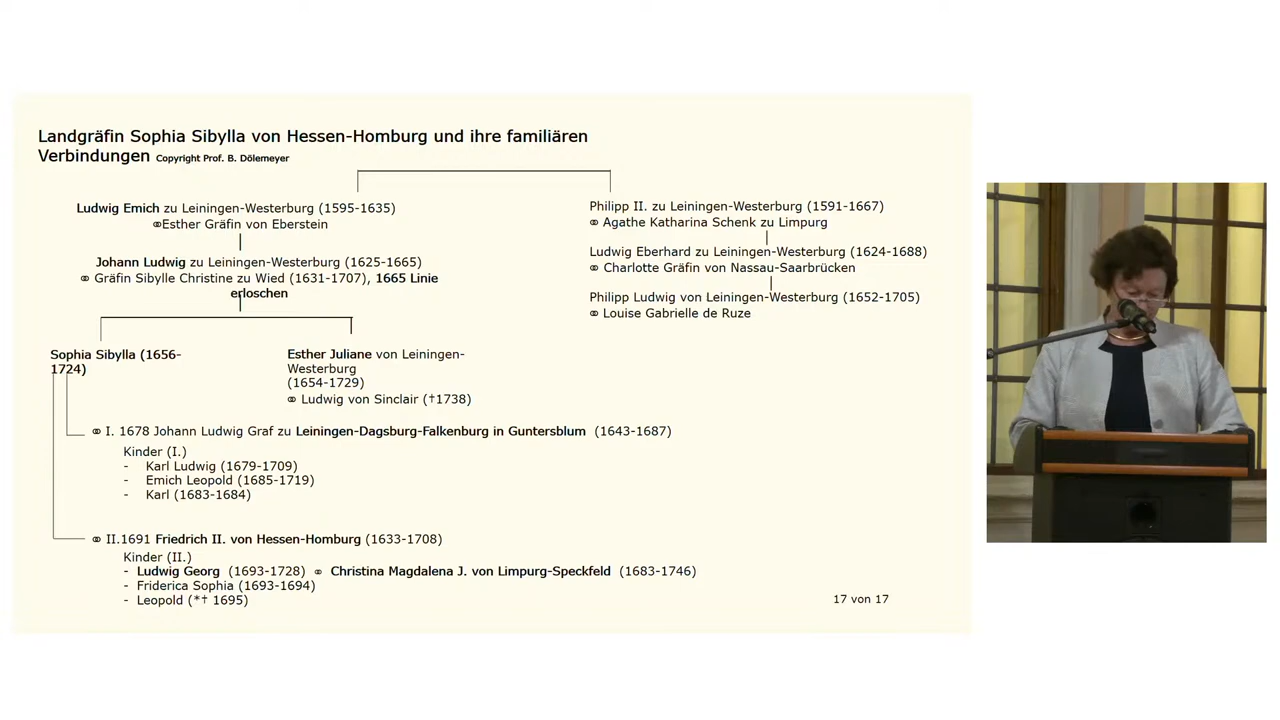 Landgräfin Sophia Sibylla von Hessen-Homburg und ihre familiären
Verbindungen Copyright Prof. B. Dölemeyer
Ludwig Emich zu Leiningen-Westerburg (1595-1635)
⚭Esther Gräfin von Eberstein
Johann Ludwig zu Leiningen-Westerburg (1625-1665)
⚭ Gräfin Sibylle Christine zu Wied (1631-1707), 1665 Linie
erloschen
Philipp II. zu Leiningen-Westerburg (1591-1667)
⚭ Agathe Katharina Schenk zu Limpurg
Ludwig Eberhard zu Leiningen-Westerburg (1624-1688)
⚭ Charlotte Gräfin von Nassau-Saarbrücken
Philipp Ludwig von Leiningen-Westerburg (1652-1705)
⚭ Louise Gabrielle de Ruze
Sophia Sibylla (1656-
1724)
Esther Juliane von Leiningen-
Westerburg
(1654-1729)
⚭ Ludwig von Sinclair (†1738)
⚭ I. 1678 Johann Ludwig Graf zu Leiningen-Dagsburg-Falkenburg in Guntersblum (1643-1687)
Kinder (I.)
- Karl Ludwig (1679-1709)
- Emich Leopold (1685-1719)
- Karl (1683-1684)
⚭ II.1691 Friedrich II. von Hessen-Homburg (1633-1708)
Kinder (II.)
- Ludwig Georg (1693-1728) ⚭ Christina Magdalena J. von Limpurg-Speckfeld (1683-1746)
- Friderica Sophia (1693-1694)
- Leopold (*† 1695)
17 von 17